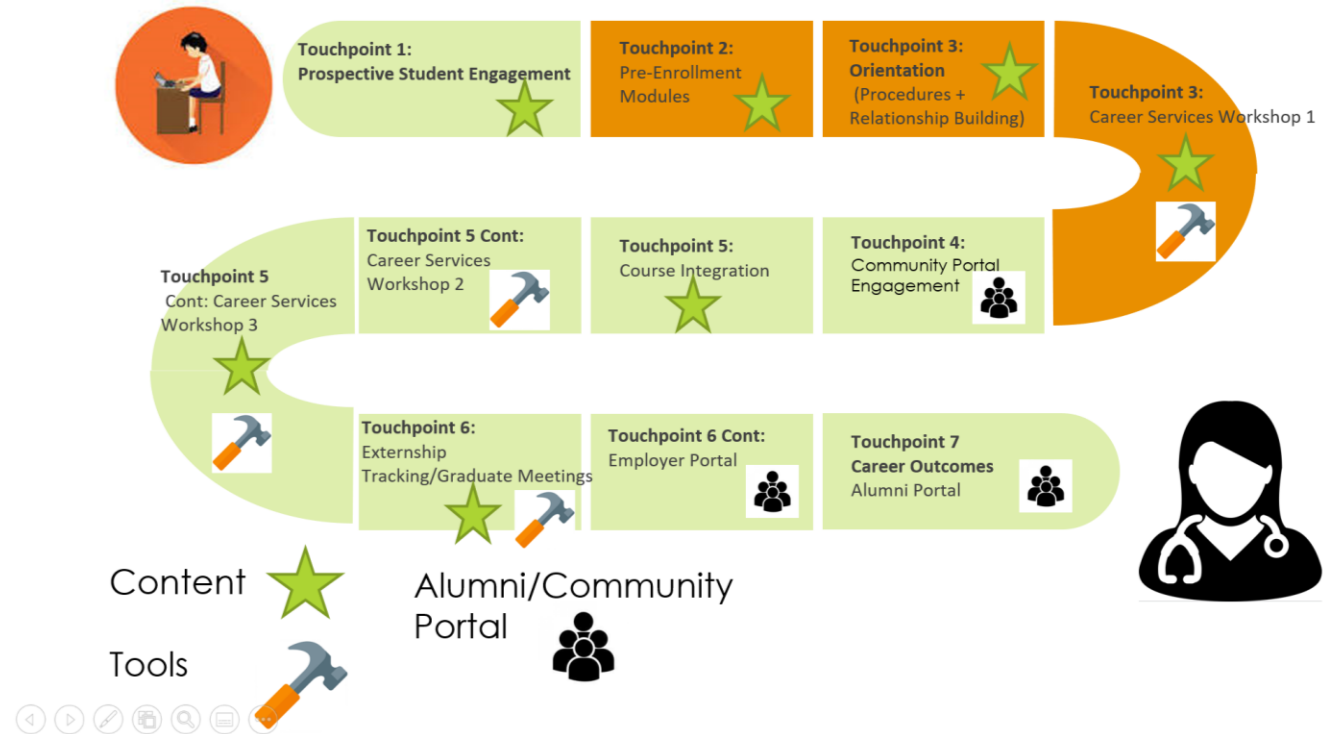 Touchpoint 1:
Prospective Student Engagement
Touchpoint 2:
Pre-Enrollment
Modules
Touchpoint 3:
Orientation
(Procedures +
Relationship Building)
Touchpoint 3:
Career Services Workshop 1
Touchpoint 4:
Community Portal
Engagement
Touchpoint 5:
Course Integration
Touchpoint 5 Cont:
Career Services
Workshop 2
Touchpoint 5
Cont: Career Services
Workshop 3
Touchpoint 6:
Externship
Tracking/Graduate Meetings
Touchpoint 6 Cont:
Employer Portal
Touchpoint 7
Career Outcomes
Alumni Portal
Content
Tools
Alumni/Community
Portal